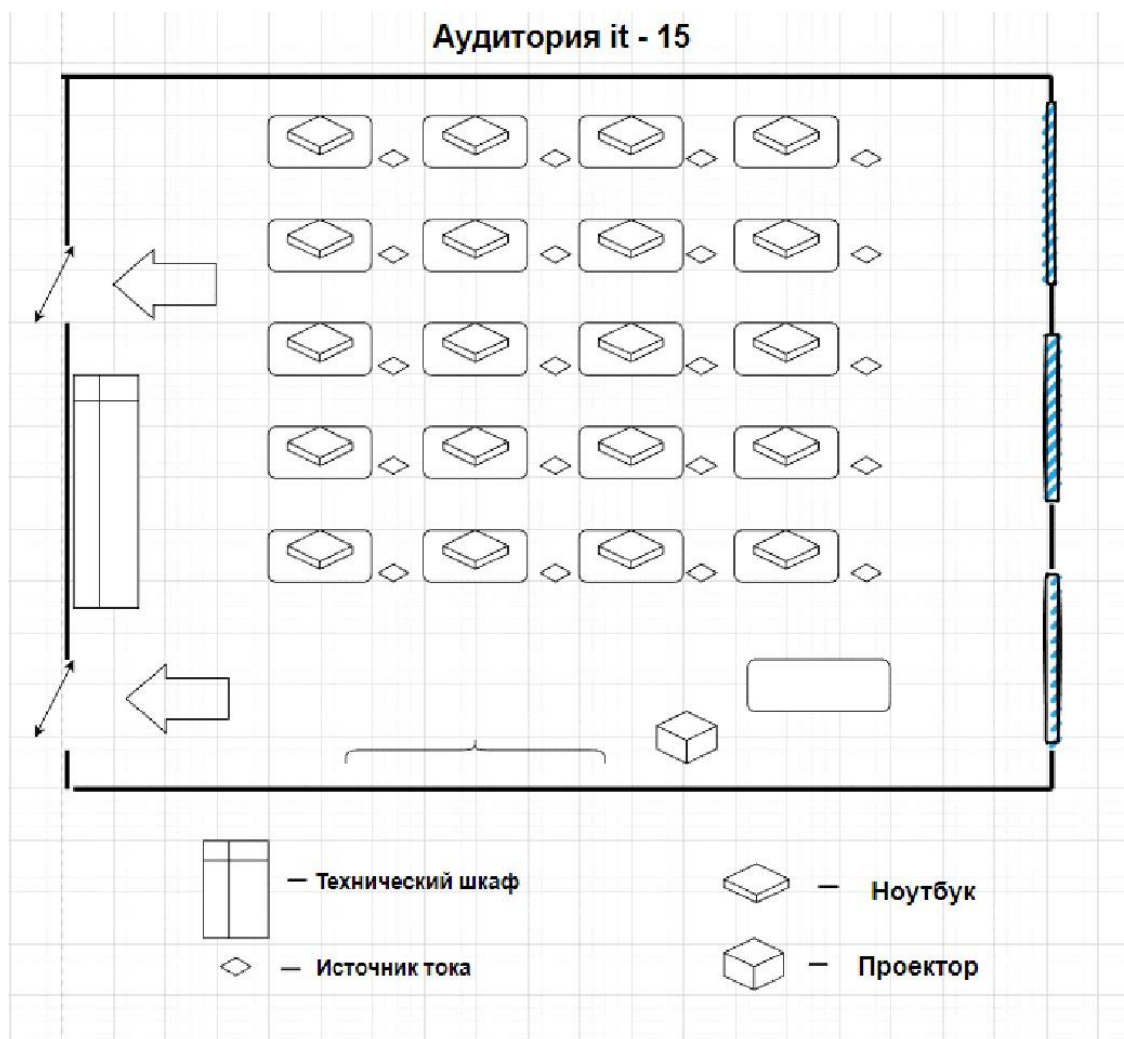 Аудитория it - 15
— Технический шкаф
— Ноутбук
— Источник тока
— Проектор